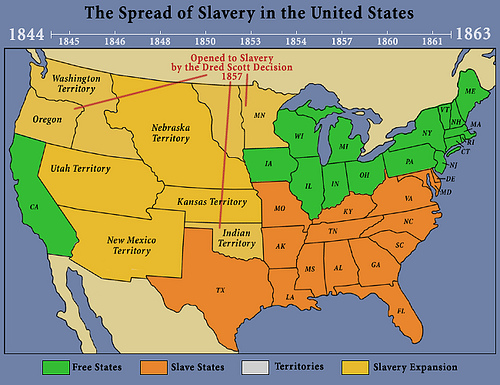 The Spread of Slavery in the United States
1844
1845 1846 1848 1850 1853 1854 1857 1860 1861
1863
Opened to Slavery
by the Dred Scott Decision
1857
Washington
Territory
Oregon
Nebraska
Territory
MN
WI
MI
ME
VT
NH
MA
NY
RI
CT
Utah Territory
IA
PA
NJ
IL
IN
OH
DE
MD
CA
Kansas Territory
MO
KY
VA
New Mexico
Territory
Indian
Territory
AK
TN
NC
SC
TX
LA
MS
AL
GA
FL
Free States
Slave States
Territories
Slavery Expansion